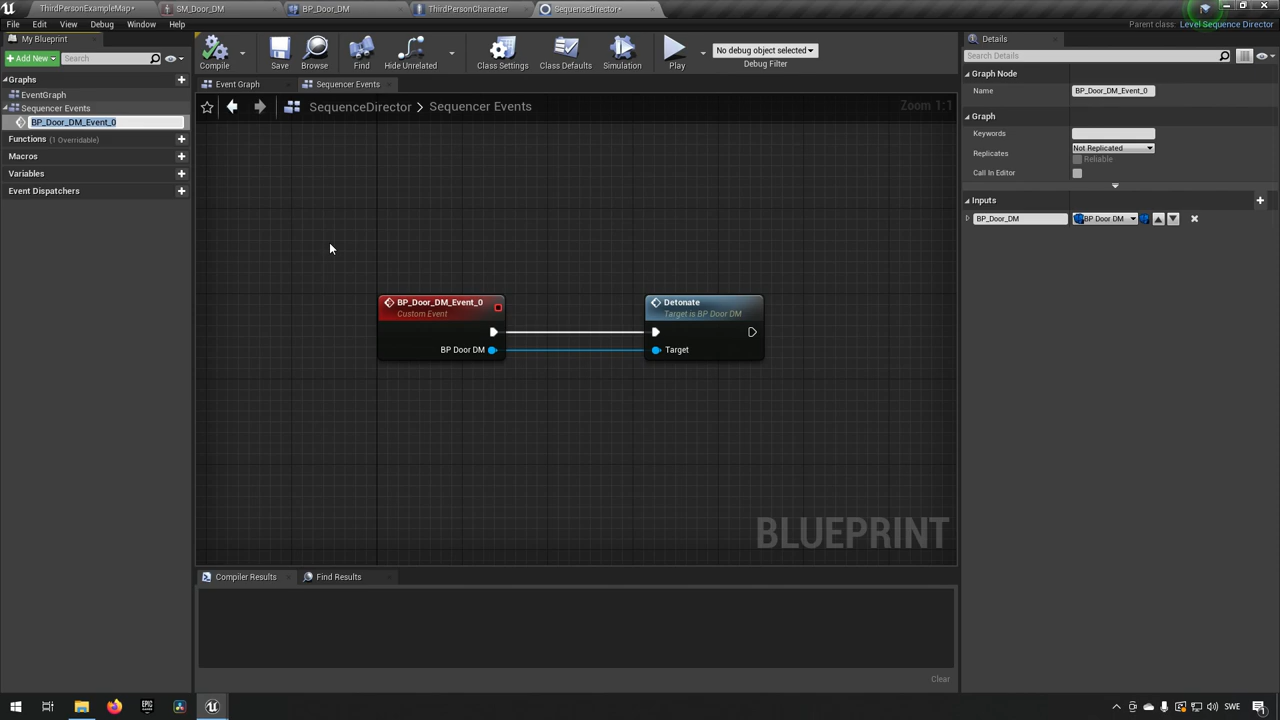 ThirdPersonExampleMap*
SM_Door_DM
BP_Door_DM
ThirdPersonCharacter
SequenceDirector*
File
Edit
View
Debug
Window
Help
Parent class: Level Sequence Director
My Blueprint
Add New
Search
Graphs
EventGraph
Sequencer Events
BP_Door_DM_Event_0
Functions (1 Overridable)
Macros
Variables
Event Dispatchers
Compile
Save
Browse
Find
Hide Unrelated
Class Settings
Class Defaults
Simulation
Play
No debug object selected
Debug Filter
Event Graph
Sequencer Events
SequenceDirector > Sequencer Events
Zoom 1:1
BP_Door_DM_Event_0
Custom Event
BP Door DM
Detonate
Target is BP Door DM
Target
BLUEPRINT
Compiler Results
Find Results
Clear
Details
Search Details
Graph Node
Name
BP_Door_DM_Event_0
Graph
Keywords
Replicates
Not Replicated
Reliable
Call In Editor
Inputs
BP_Door_DM
BP Door DM
EPIC
SWE